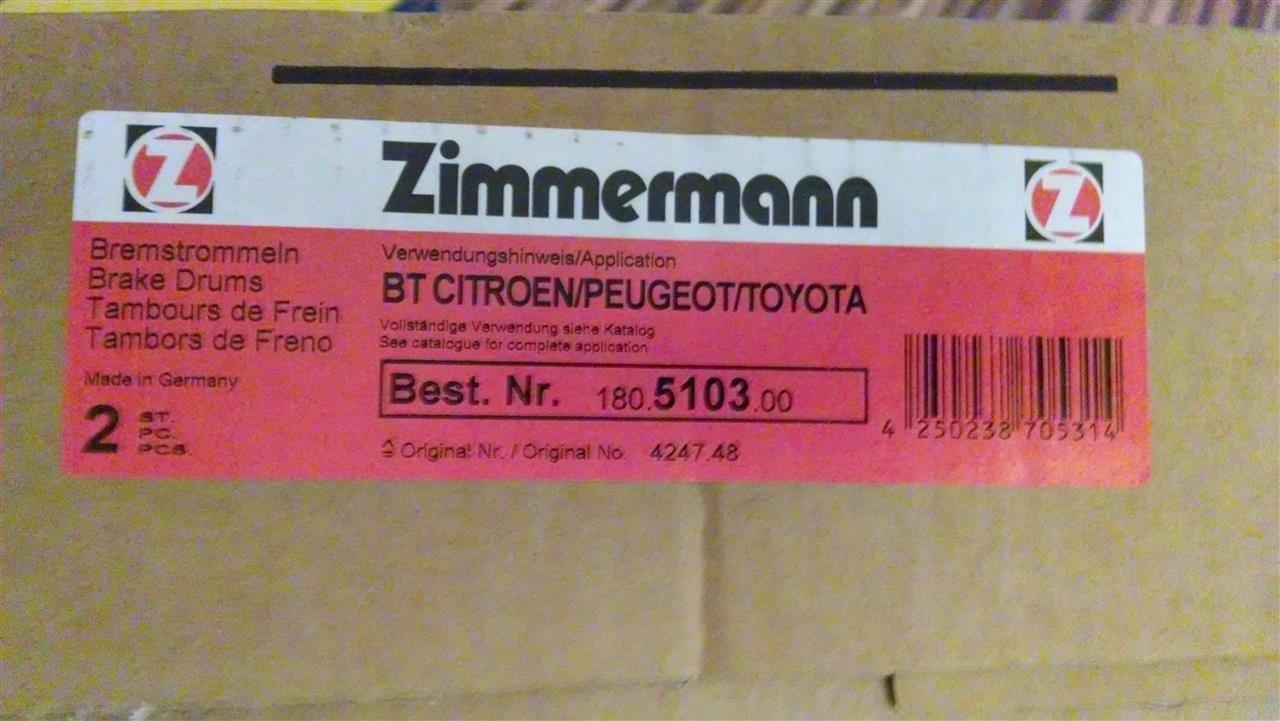 Z Zimmermann Z
Bremstrommeln
Brake Drums
Tambours de Frein
Tambors de Freno
Made in Germany
2 ST.
PC.
PCS.
Verwendungshinweis/Application
BT CITROEN/PEUGEOT/TOYOTA
Vollständige Verwendung siehe Katalog
See catalogue for complete application
Best. Nr. 180.5103.00
≙ Original Nr. / Original No. 4247.48
4 250238 705314